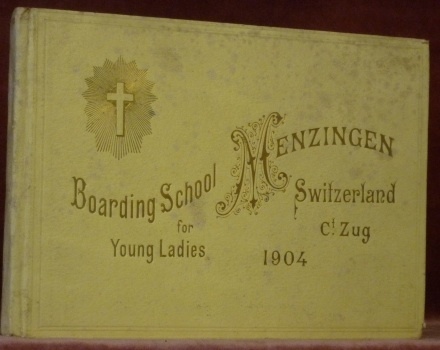 Boarding School
for
Young Ladies
MENZINGEN
Switzerland
Ct Zug
1904